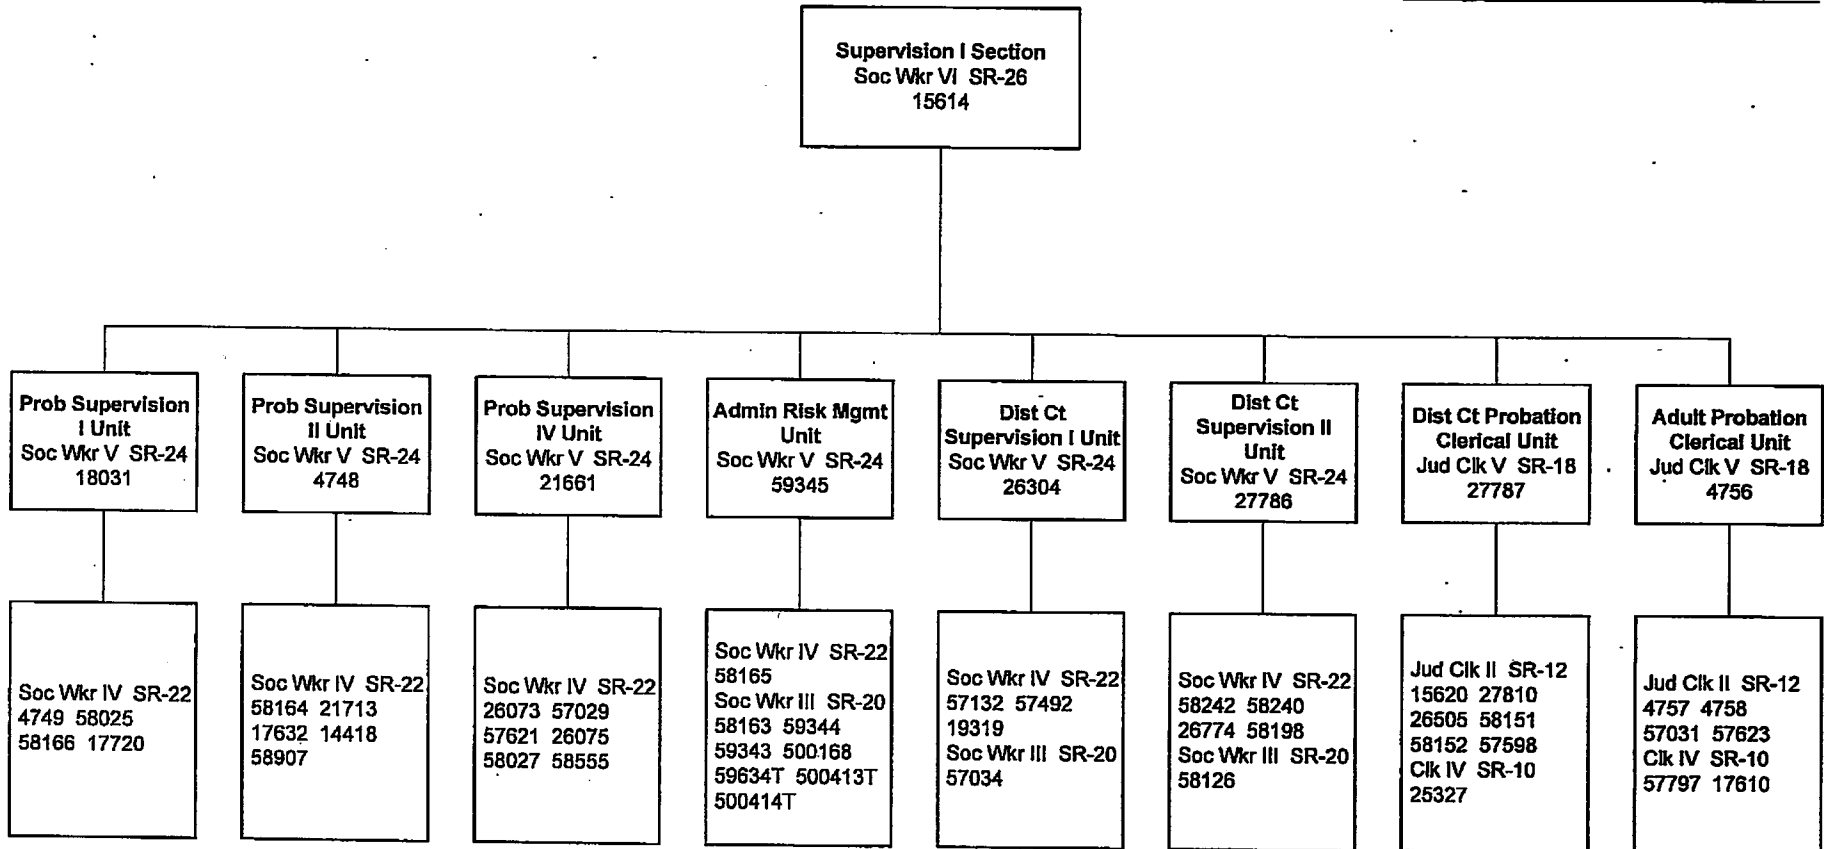 Supervision I Section
Soc Wkr VI SR-26
15614
Prob Supervision
I Unit
Soc Wkr V SR-24
18031
Prob Supervision
II Unit
Soc Wkr V SR-24
4748
Prob Supervision
IV Unit
Soc Wkr V SR-24
21661
Admin Risk Mgmt
Unit
Soc Wkr V SR-24
59345
Dist Ct
Supervision I Unit
Soc Wkr V SR-24
26304
Dist Ct
Supervision II
Unit
Soc Wkr V SR-24
27786
Dist Ct Probation
Clerical Unit
Jud Clk V SR-18
27787
Adult Probation
Clerical Unit
Jud Clk V SR-18
4756
Soc Wkr IV SR-22
4749 58025
58166 17720
Soc Wkr IV SR-22
58164 21713
17632 14418
58907
Soc Wkr IV SR-22
26073 57029
57621 26075
58027 58555
Soc Wkr IV SR-22
58165
Soc Wkr III SR-20
58163 59344
59343 500168
59634T 500413T
500414T
Soc Wkr IV SR-22
57132 57492
19319
Soc Wkr III SR-20
57034
Soc Wkr IV SR-22
58242 58240
26774 58198
Soc Wkr III SR-20
58126
Jud Clk II SR-12
15620 27810
26505 58151
58152 57598
Clk IV SR-10
25327
Jud Clk II SR-12
4757 4758
57031 57623
Clk IV SR-10
57797 17610